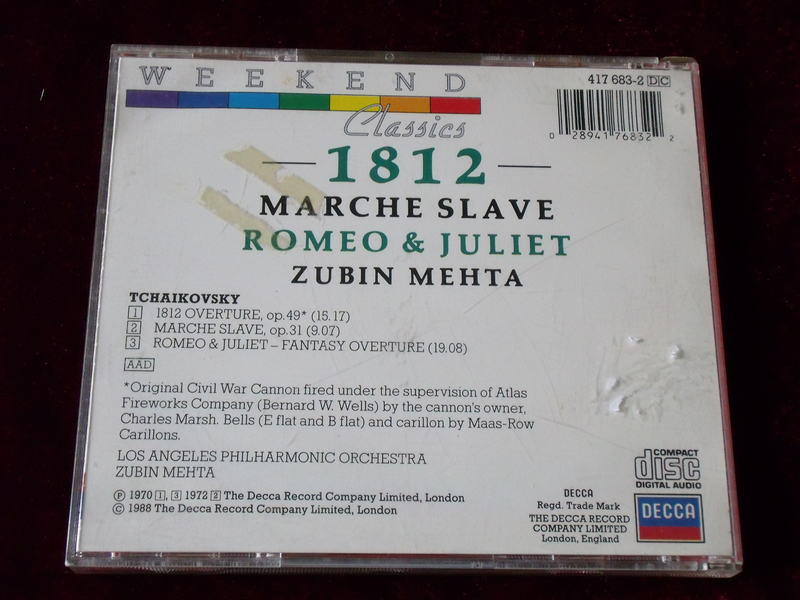 WEEKEND
Classics
417 683-2 DC
0 28941 76832 2
1812
MARCHE SLAVE
ROMEO & JULIET
ZUBIN MEHTA
TCHAIKOVSKY
1 1812 OVERTURE, op.49* (15.17)
2 MARCHE SLAVE, op.31 (9.07)
3 ROMEO & JULIET – FANTASY OVERTURE (19.08)
AAD
*Original Civil War Cannon fired under the supervision of Atlas
Fireworks Company (Bernard W. Wells) by the cannon's owner,
Charles Marsh. Bells (E flat and B flat) and carillon by Maas-Row
Carillons.
LOS ANGELES PHILHARMONIC ORCHESTRA
ZUBIN MEHTA
℗ 1970 1, 3 1972 2 The Decca Record Company Limited, London
© 1988 The Decca Record Company Limited, London
DECCA
Regd. Trade Mark
THE DECCA RECORD
COMPANY LIMITED
London, England
COMPACT
disc
DIGITAL AUDIO
DECCA